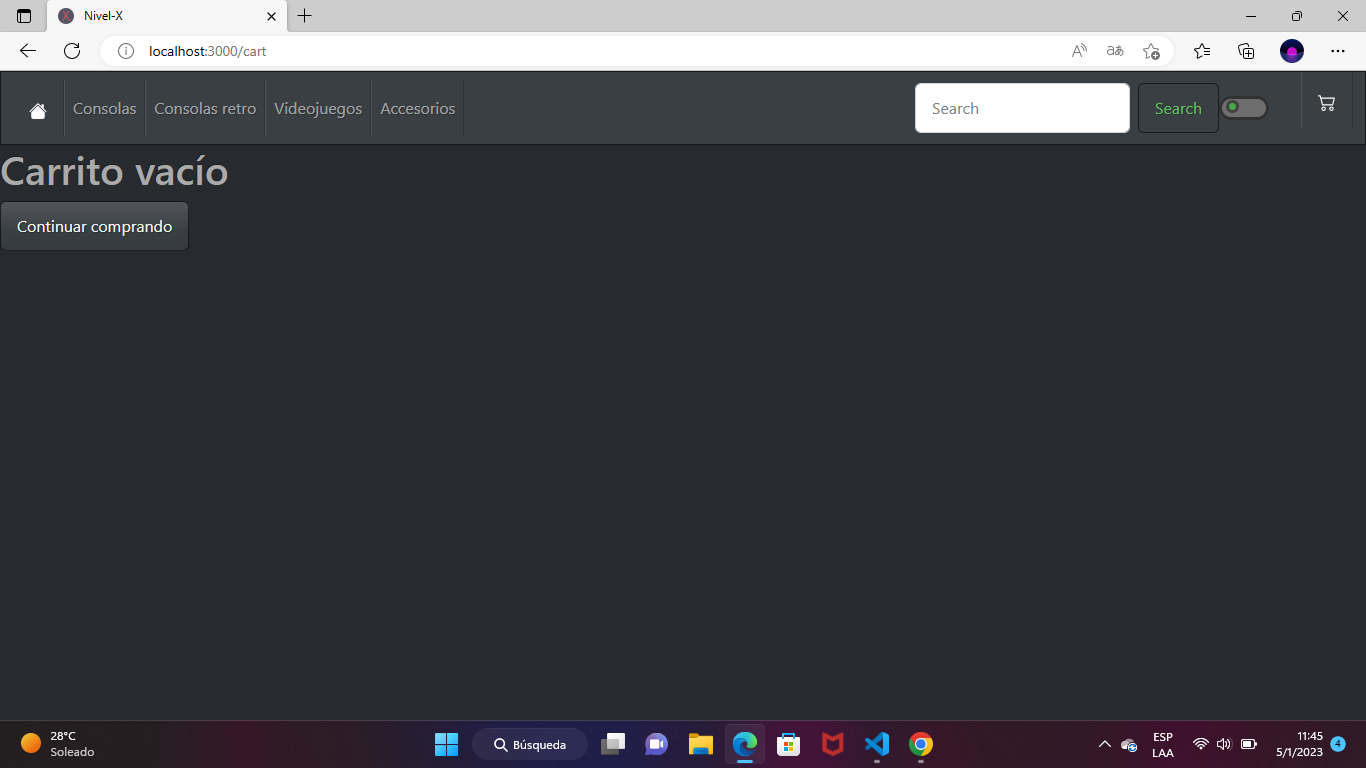 Nivel-X
localhost:3000/cart
Consolas
Consolas retro
Videojuegos
Accesorios
Search
Search
Carrito vacío
Continuar comprando
28°C
Soleado
Búsqueda
ESP
LAA
11:45
5/1/2023
4